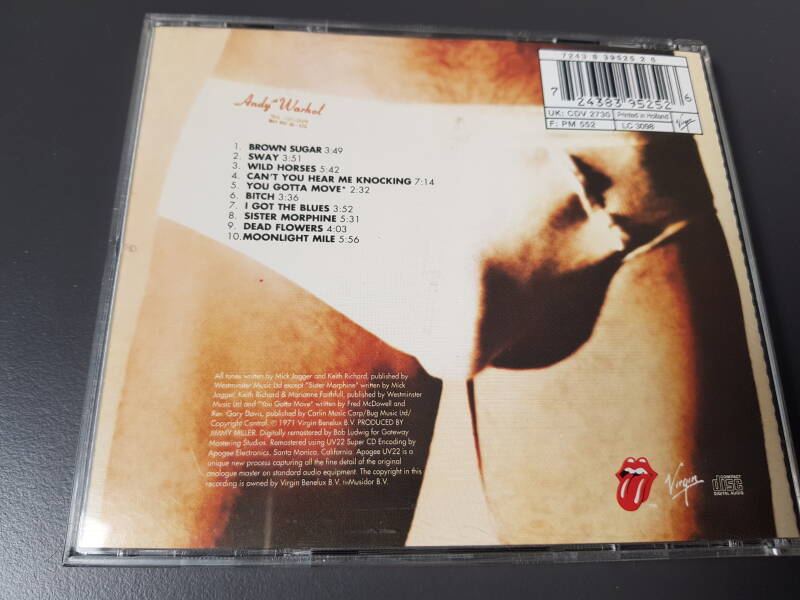 7243 8 39525 2 6
7 24383 95252 6
UK: CDV 2730 Printed in Holland
F: PM 552 LC 3098 Virgin
Andy Warhol
1. BROWN SUGAR 3:49
2. SWAY 3:51
3. WILD HORSES 5:42
4. CAN'T YOU HEAR ME KNOCKING 7:14
5. YOU GOTTA MOVE* 2:32
6. BITCH 3:36
7. I GOT THE BLUES 3:52
8. SISTER MORPHINE 5:31
9. DEAD FLOWERS 4:03
10. MOONLIGHT MILE 5:56
All tunes written by Mick Jagger and Keith Richard, published by
Westminster Music Ltd except "Sister Morphine" written by Mick
Jagger, Keith Richard & Marianne Faithfull, published by Westminster
Music Ltd and "You Gotta Move" written by Fred McDowell and
Rev. Gary Davis, published by Carlin Music Corp/Bug Music Ltd/
Copyright Control. ℗ 1971 Virgin Benelux B.V. PRODUCED BY
JIMMY MILLER. Digitally remastered by Bob Ludwig for Gateway
Mastering Studios. Remastered using UV22 Super CD Encoding by
Apogee Electronics, Santa Monica, California. Apogee UV22 is a
unique new process capturing all the fine detail of the original
analogue master on standard audio equipment. The copyright in this
recording is owned by Virgin Benelux B.V. Musidor B.V.
Virgin
COMPACT
disc
DIGITAL AUDIO